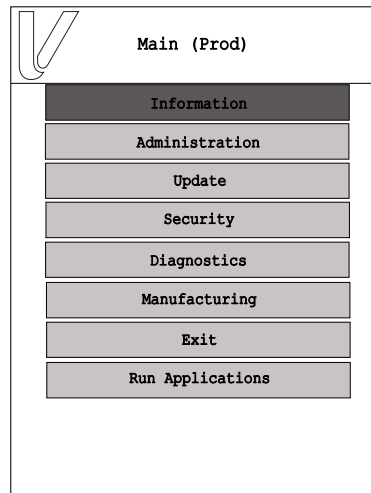 Main (Prod)
Information
Administration
Update
Security
Diagnostics
Manufacturing
Exit
Run Applications